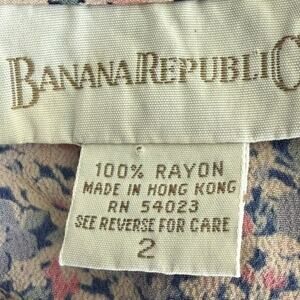 BANANA REPUBLIC
100% RAYON
MADE IN HONG KONG
RN 54023
SEE REVERSE FOR CARE
2